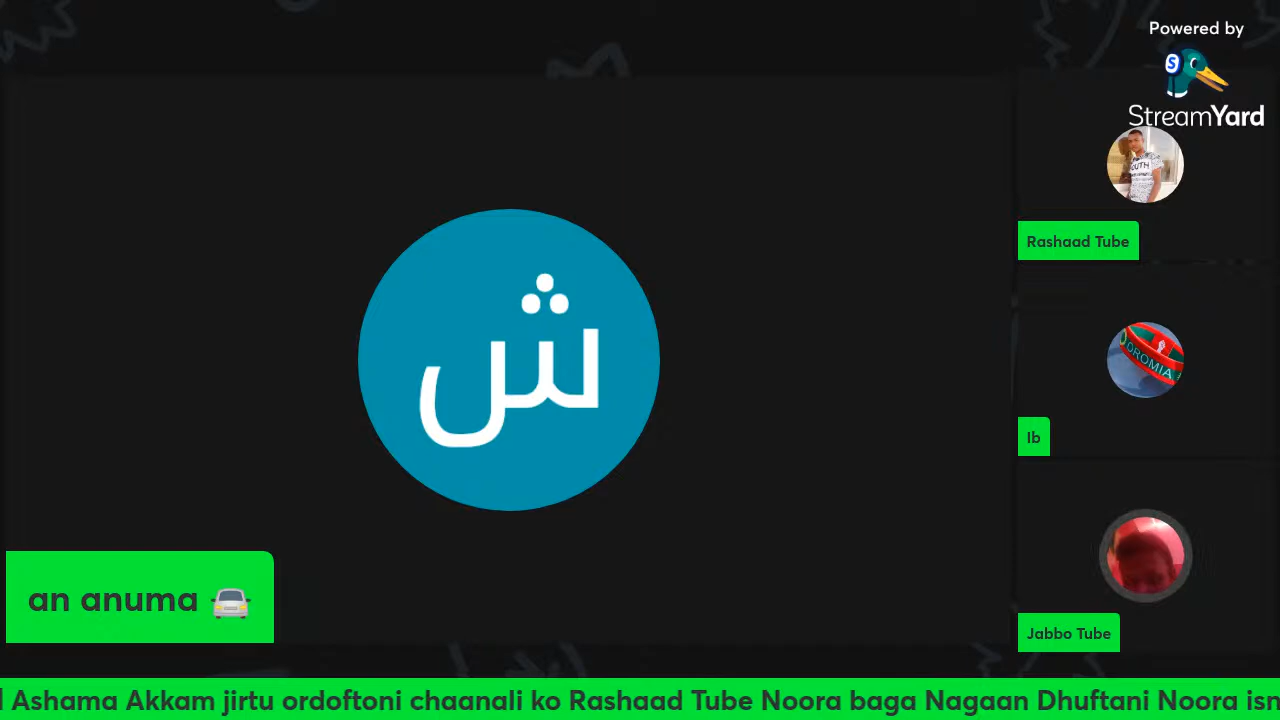 Powered by
S
StreamYard
OUTH
Rashaad Tube
ش
OROMIA
Ib
an anuma 🚘
Jabbo Tube
Ashama Akkam jirtu ordoftoni chaanali ko Rashaad Tube Noora baga Nagaan Dhuftani Noora